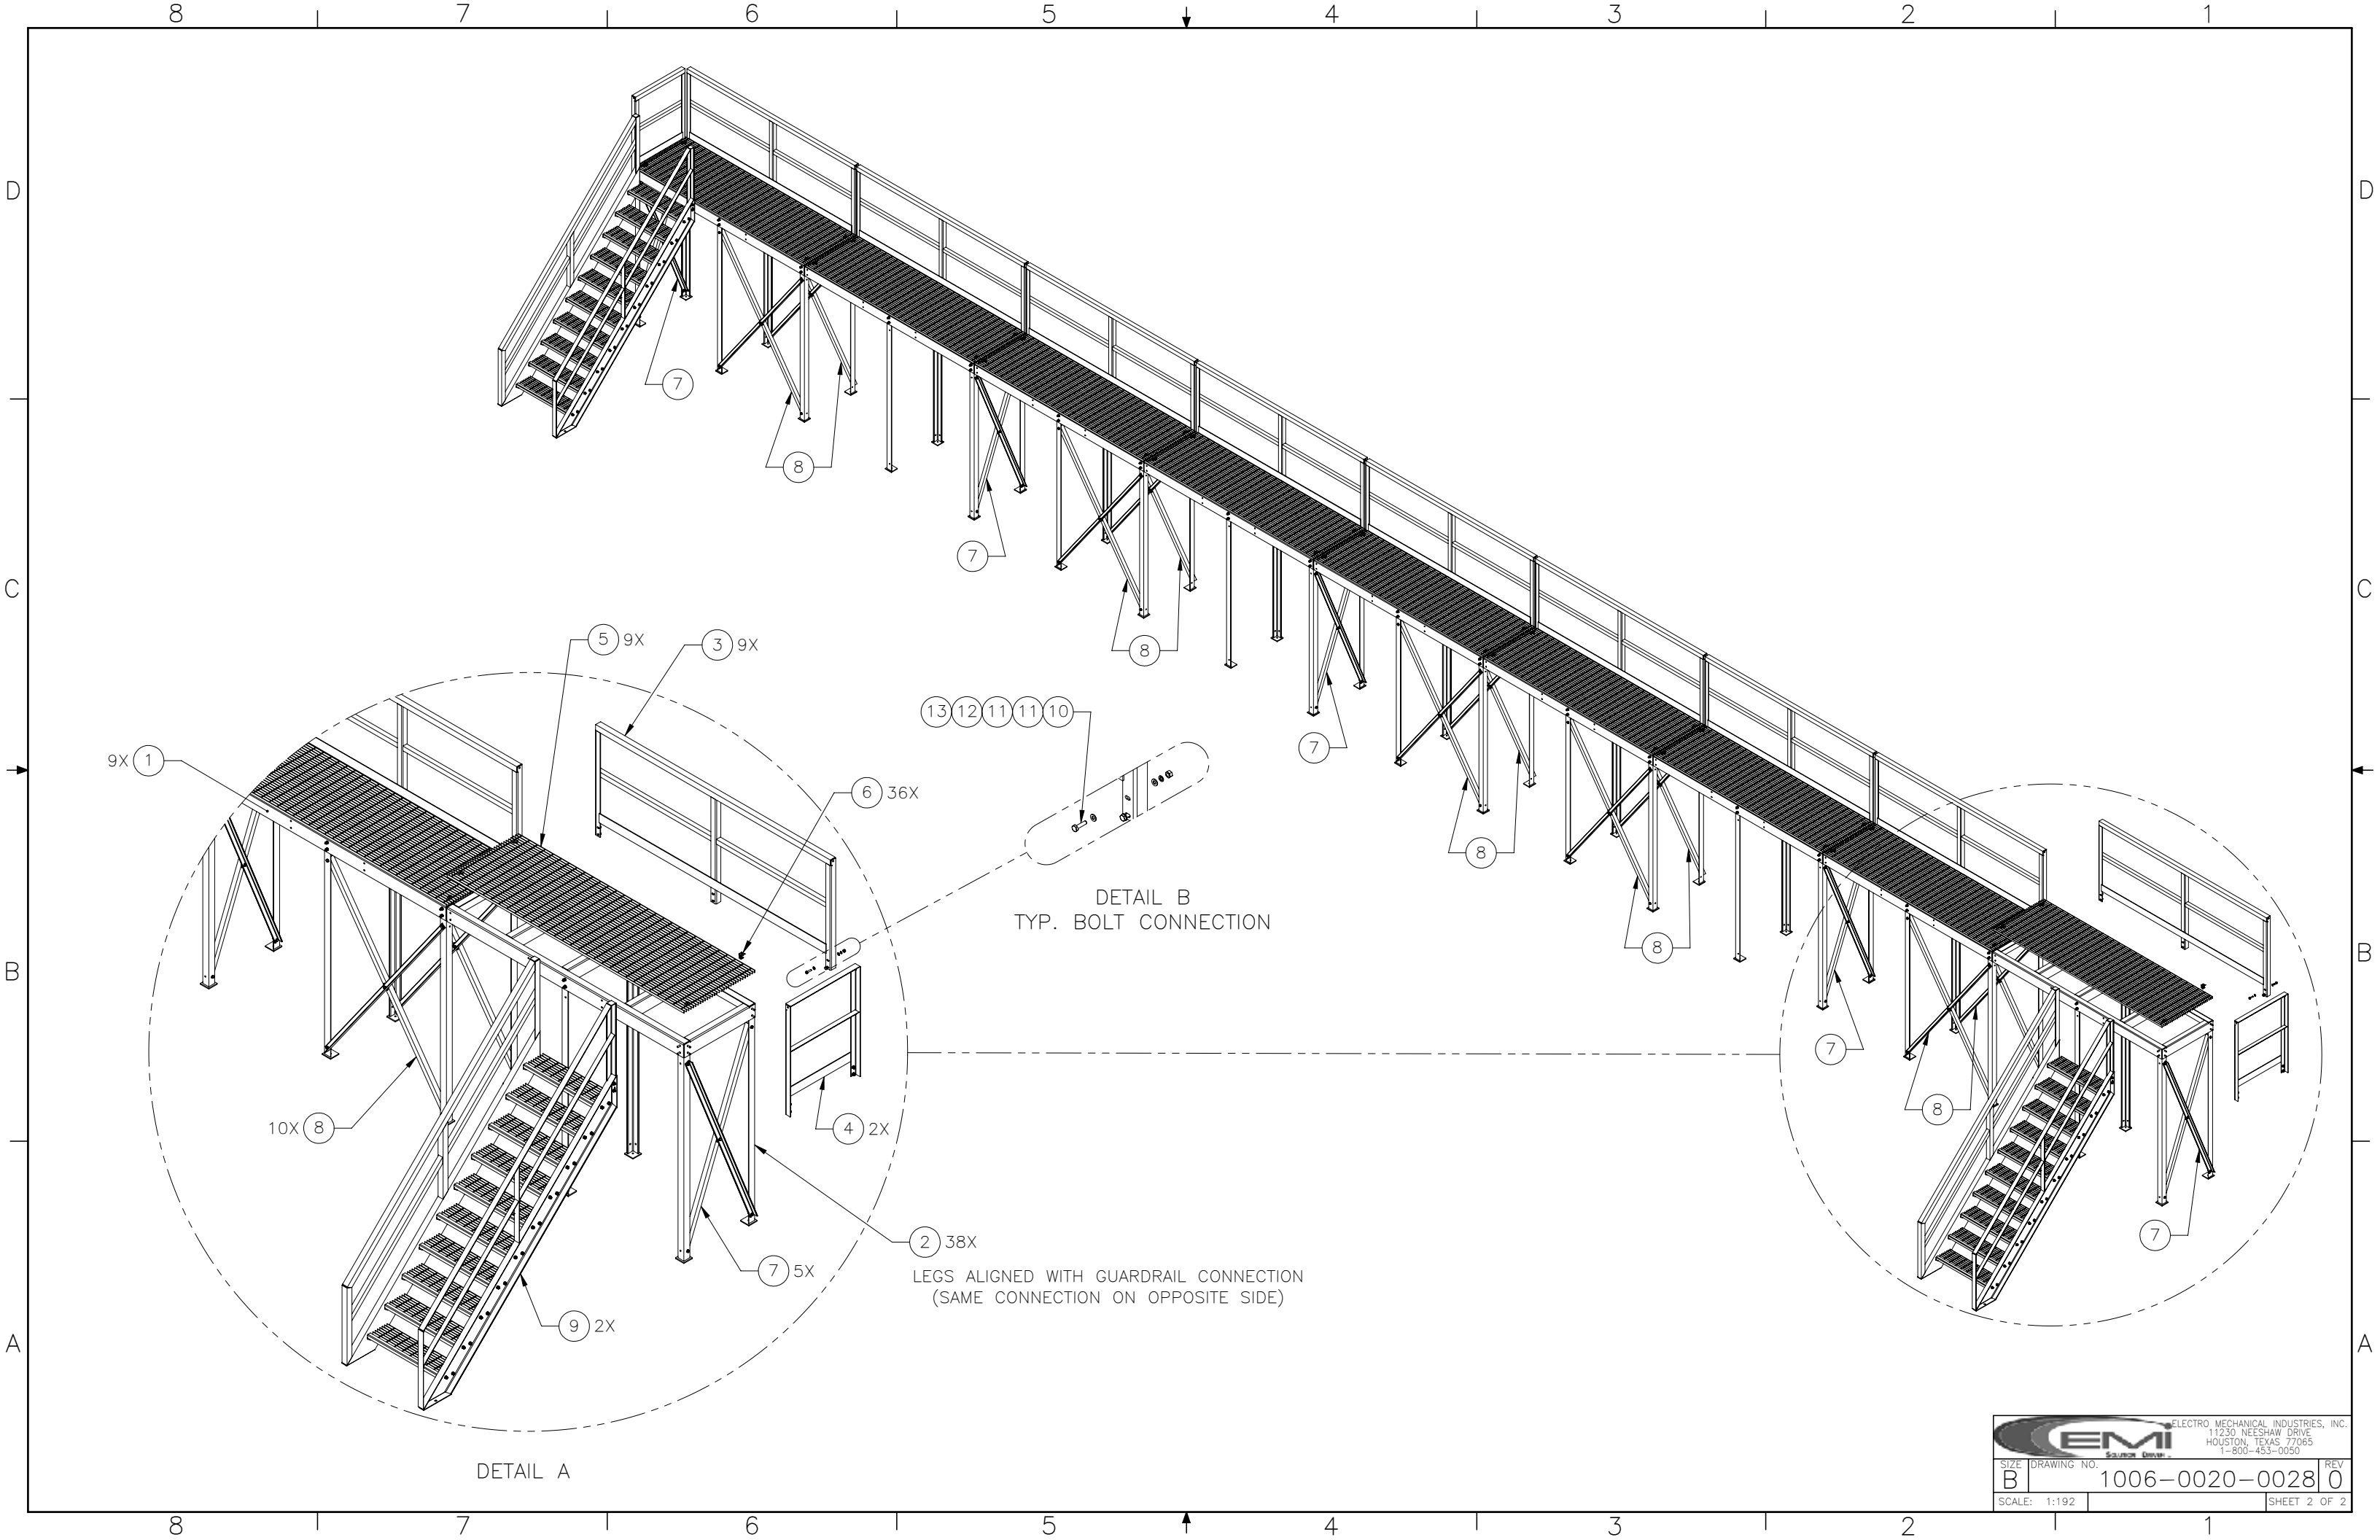 8 7 6 5 4 3 2 1
D D
7
8
7
C C
8
5 9X
3 9X
13 12 11 11 10
7
9X 1
6 36X
8
DETAIL B
TYP. BOLT CONNECTION
8
B B
7
10X 8
4 2X
8
2 38X
7
7 5X
LEGS ALIGNED WITH GUARDRAIL CONNECTION
(SAME CONNECTION ON OPPOSITE SIDE)
9 2X
A A
DETAIL A
EMI
SOLUTION DRIVEN
ELECTRO MECHANICAL INDUSTRIES, INC.
11230 NEESHAW DRIVE
HOUSTON, TEXAS 77065
1-800-453-0050
SIZE DRAWING NO. REV
B 1006-0020-0028 0
SCALE: 1:192 SHEET 2 OF 2
8 7 6 5 4 3 2 1